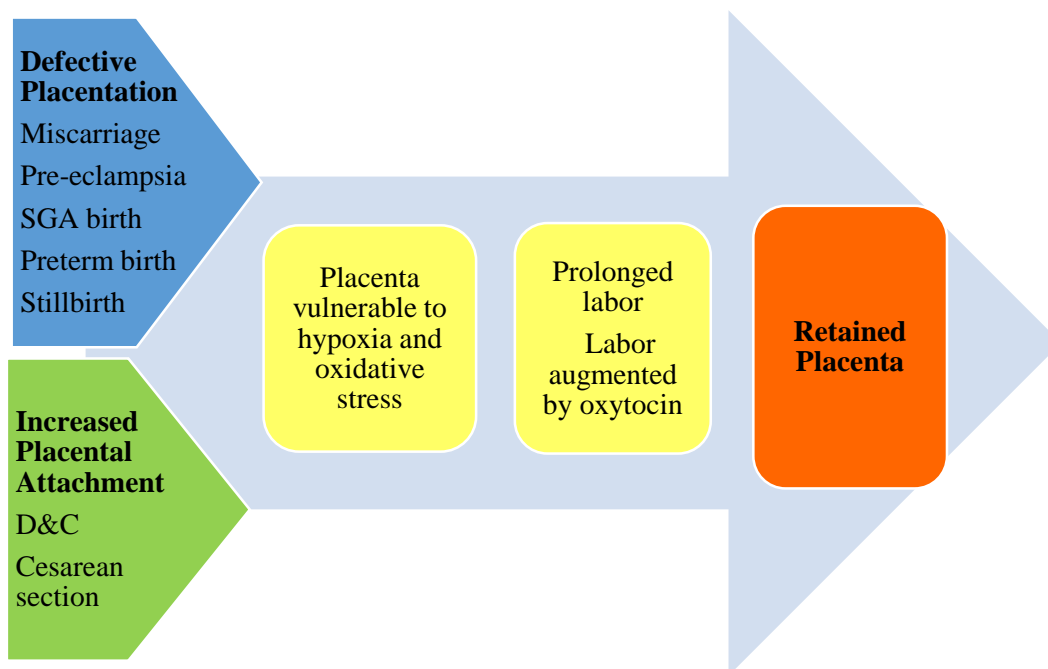 Defective
Placentation
Miscarriage
Pre-eclampsia
SGA birth
Preterm birth
Stillbirth
Increased
Placental
Attachment
D&C
Cesarean
section
Placenta
vulnerable to
hypoxia and
oxidative
stress
Prolonged
labor
Labor
augmented
by oxytocin
Retained
Placenta